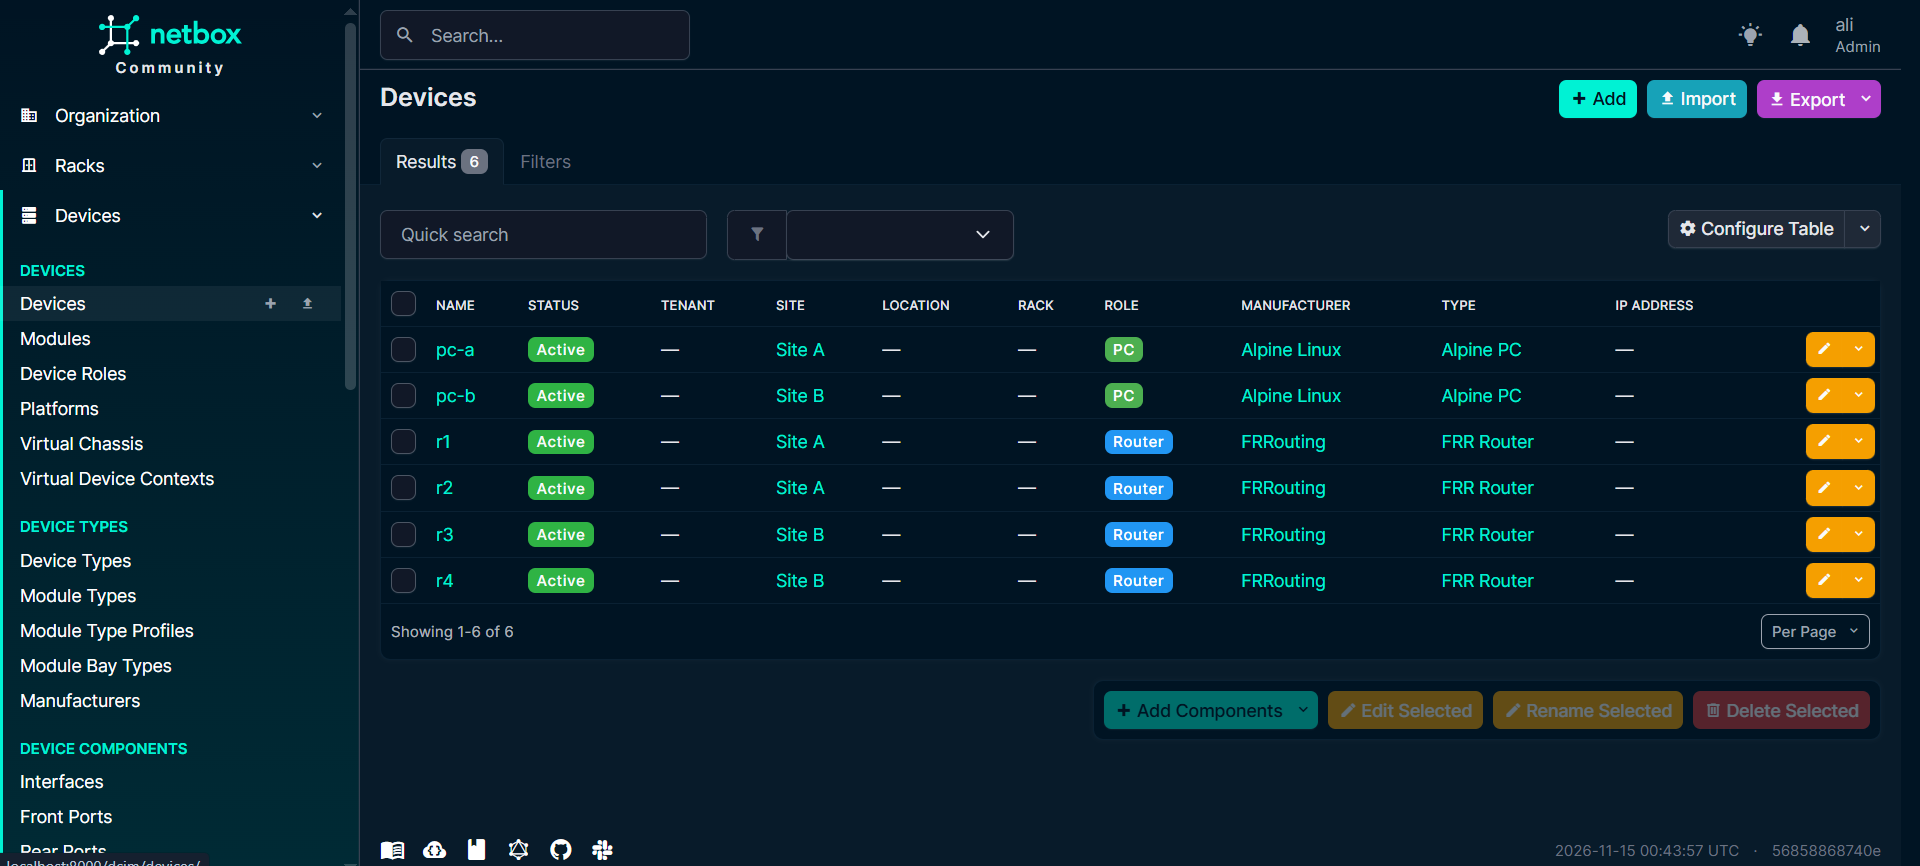 netbox
Community
Organization
Racks
Devices
DEVICES
Devices
Modules
Device Roles
Platforms
Virtual Chassis
Virtual Device Contexts
DEVICE TYPES
Device Types
Module Types
Module Type Profiles
Module Bay Types
Manufacturers
DEVICE COMPONENTS
Interfaces
Front Ports
Rear Ports
localhost:8000/dcim/devices/
Search...
ali
Admin
Devices
+ Add
Import
Export
Results 6
Filters
Quick search
Configure Table
NAME STATUS TENANT SITE LOCATION RACK ROLE MANUFACTURER TYPE IP ADDRESS
pc-a Active — Site A — — PC Alpine Linux Alpine PC —
pc-b Active — Site B — — PC Alpine Linux Alpine PC —
r1 Active — Site A — — Router FRRouting FRR Router —
r2 Active — Site A — — Router FRRouting FRR Router —
r3 Active — Site B — — Router FRRouting FRR Router —
r4 Active — Site B — — Router FRRouting FRR Router —
Showing 1-6 of 6
Per Page
+ Add Components
Edit Selected
Rename Selected
Delete Selected
2026-11-15 00:43:57 UTC · 56858868740e